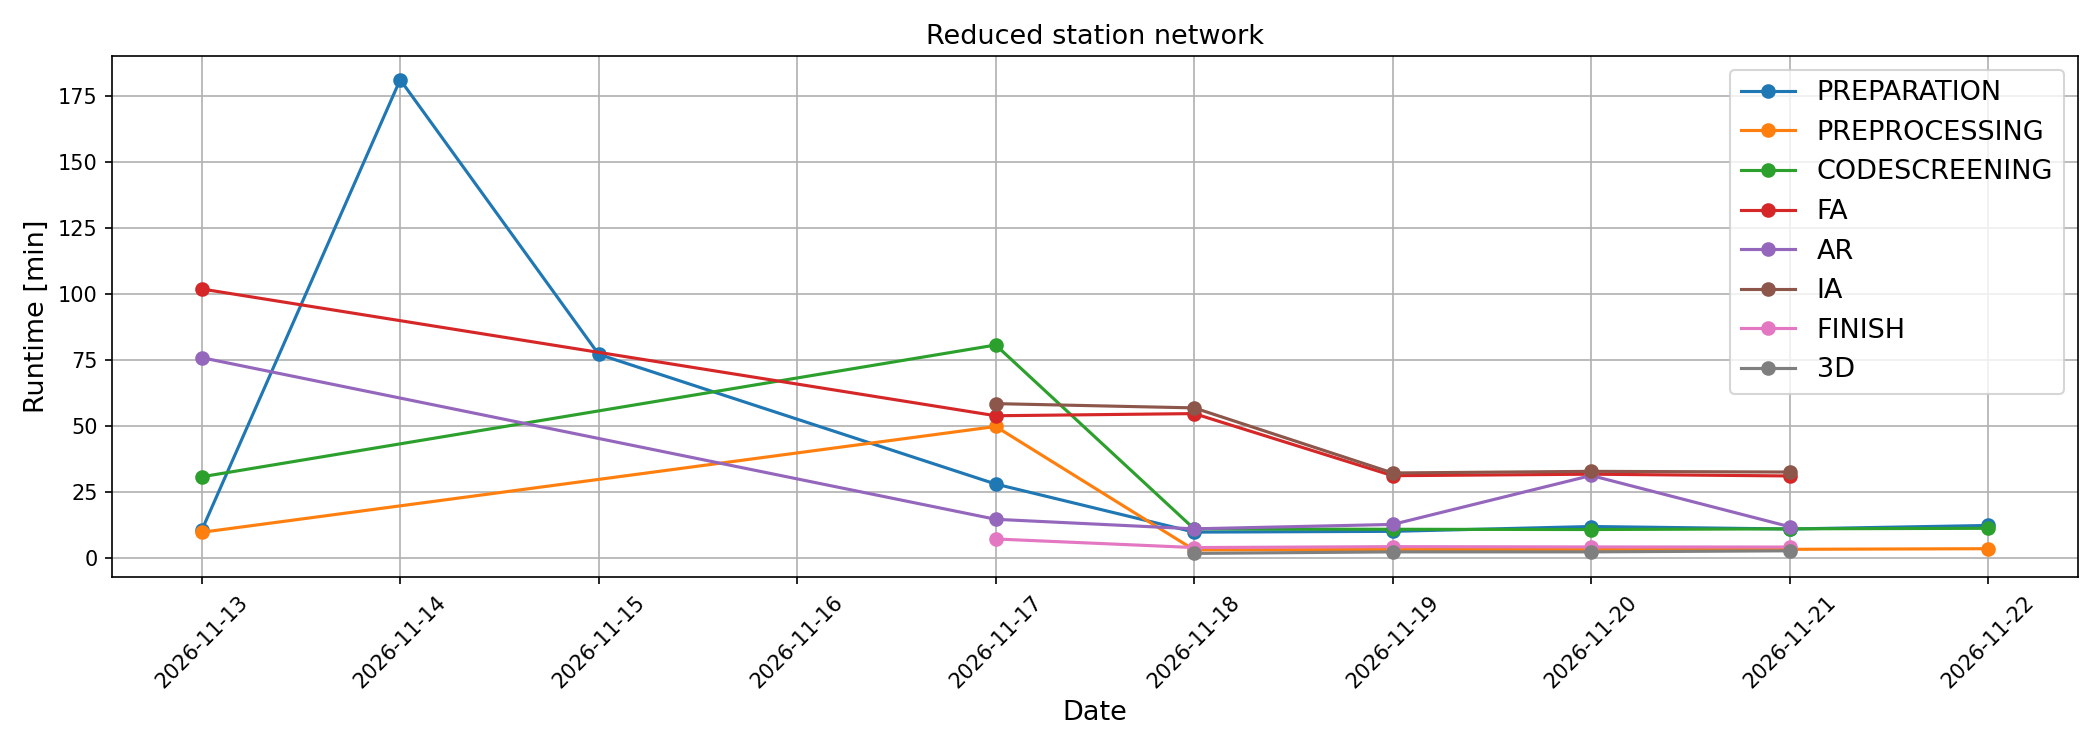 Reduced station network
Runtime [min]
175
150
125
100
75
50
25
0
PREPARATION
PREPROCESSING
CODESCREENING
FA
AR
IA
FINISH
3D
2026-11-13
2026-11-14
2026-11-15
2026-11-16
2026-11-17
2026-11-18
2026-11-19
2026-11-20
2026-11-21
2026-11-22
Date